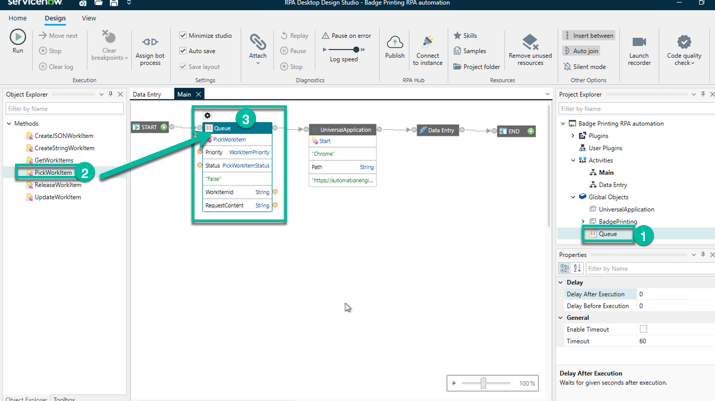 servicenow
RPA Desktop Design Studio - Badge Printing RPA automation
Home Design View
Run
Move next
Stop
Clear log
Clear breakpoints
Execution
Assign bot process
Minimize studio
Auto save
Save layout
Settings
Attach
Replay
Pause
Stop
Pause on error
Log speed
Diagnostics
Publish
Connect to instance
RPA Hub
Skills
Samples
Project folder
Remove unused resources
Resources
Insert between
Auto join
Silent mode
Other Options
Launch recorder
Code quality check
Object Explorer
Filter by Name
Methods
CreateJSONWorkItem
CreateStringWorkItem
GetWorkItems
PickWorkItem 2
ReleaseWorkItem
UpdateWorkItem
Object Explorer Toolbox
Data Entry Main
START
3
Queue
PickWorkItem
Priority WorkItemPriority
Status PickWorkItemStatus
"False"
WorkItemId String
RequestContent String
UniversalApplication
Start
"Chrome"
Path String
"https://automationengi...
Data Entry
END
100%
Project Explorer
Filter by Name
Badge Printing RPA automation
Plugins
User Plugins
Activities
Main
Data Entry
Global Objects
UniversalApplication
BadgePrinting
Queue 1
Properties
Filter by Name
Delay
Delay After Execution 0
Delay Before Execution 0
General
Enable Timeout
Timeout 60
Delay After Execution
Waits for given seconds after execution.